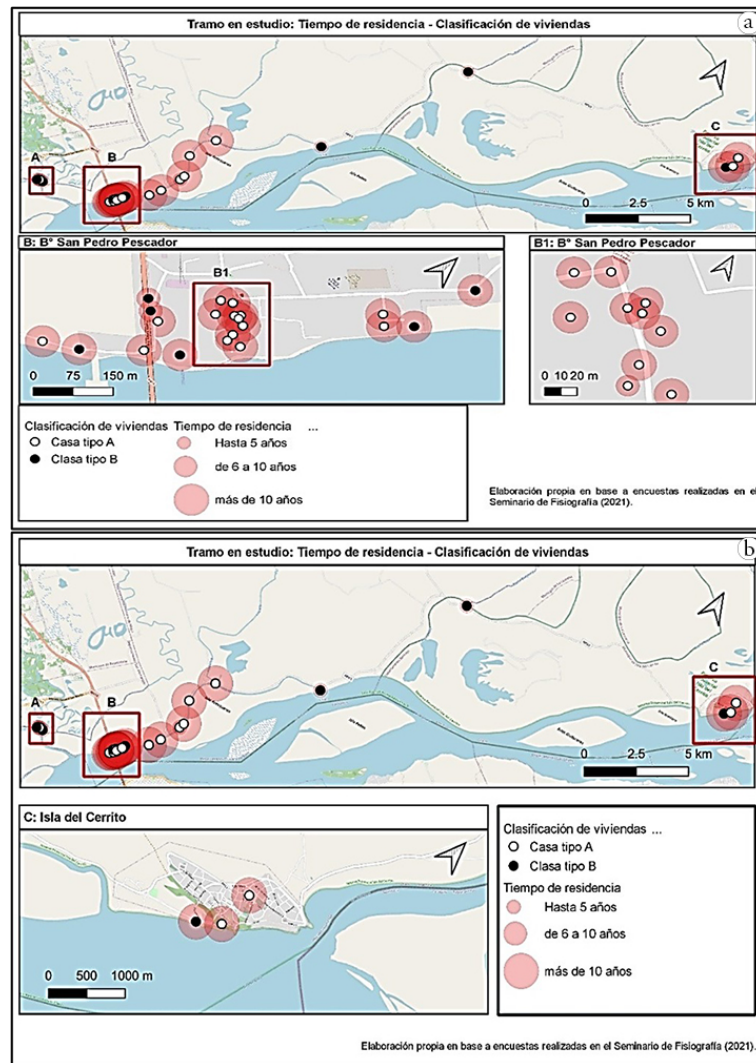 Tramo en estudio: Tiempo de residencia - Clasificación de viviendas
a
A
B
C
0 2.5 5 km
B: B° San Pedro Pescador
B1
0 75 150 m
B1: B° San Pedro Pescador
0 10 20 m
Clasificación de viviendas
Casa tipo A
Clasa tipo B
Tiempo de residencia ...
Hasta 5 años
de 6 a 10 años
más de 10 años
Elaboración propia en base a encuestas realizadas en el
Seminario de Fisiografía (2021).
Tramo en estudio: Tiempo de residencia - Clasificación de viviendas
b
A
B
C
0 2.5 5 km
C: Isla del Cerrito
0 500 1000 m
Clasificación de viviendas ...
Casa tipo A
Clasa tipo B
Tiempo de residencia
Hasta 5 años
de 6 a 10 años
más de 10 años
Elaboración propia en base a encuestas realizadas en el Seminario de Fisiografía (2021).